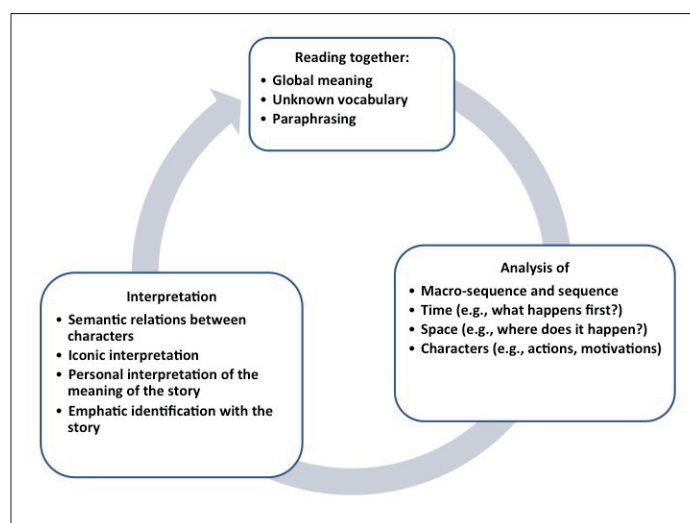 Reading together:
• Global meaning
• Unknown vocabulary
• Paraphrasing
Analysis of
• Macro-sequence and sequence
• Time (e.g., what happens first?)
• Space (e.g., where does it happen?)
• Characters (e.g., actions, motivations)
Interpretation
• Semantic relations between
characters
• Iconic interpretation
• Personal interpretation of the
meaning of the story
• Emphatic identification with the
story